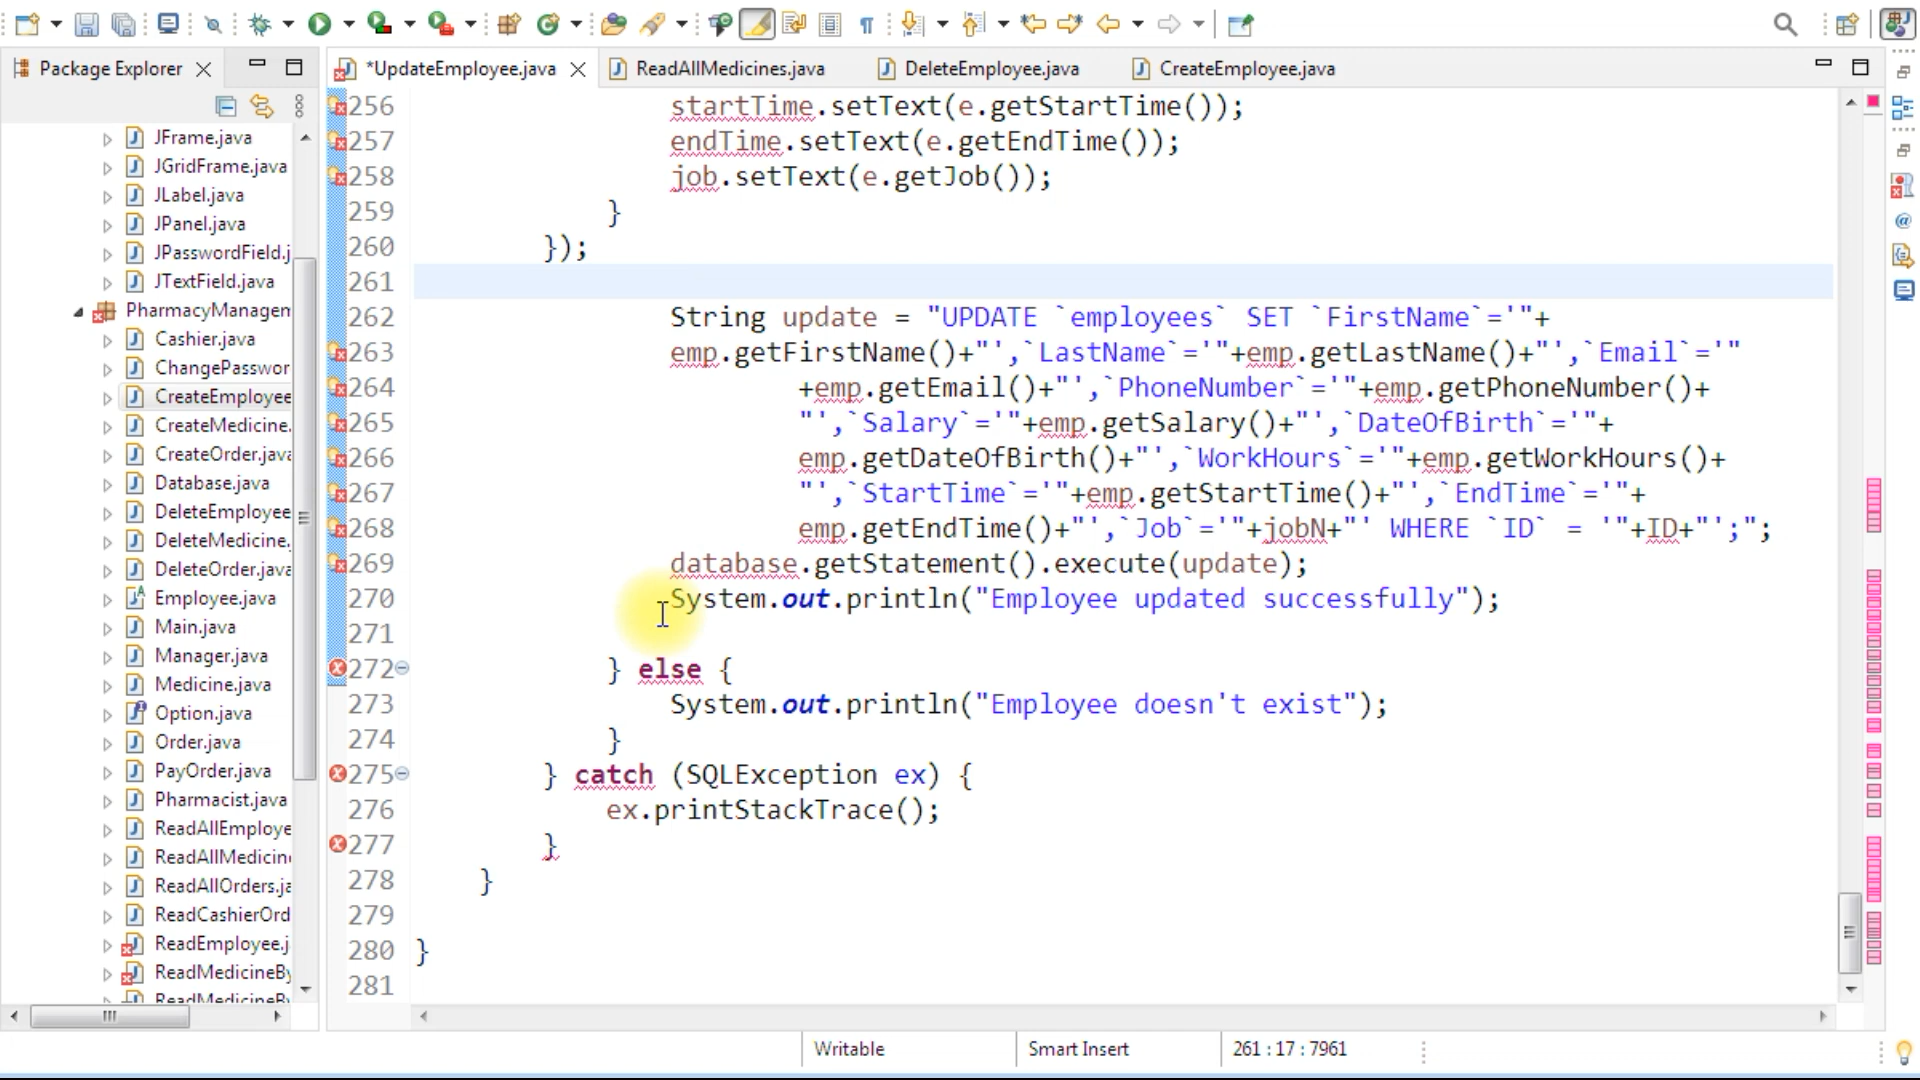 Package Explorer
*UpdateEmployee.java
ReadAllMedicines.java
DeleteEmployee.java
CreateEmployee.java
JFrame.java
JGridFrame.java
JLabel.java
JPanel.java
JPasswordField.j
JTextField.java
PharmacyManagem
Cashier.java
ChangePasswor
CreateEmployee
CreateMedicine.
CreateOrder.java
Database.java
DeleteEmployee
DeleteMedicine.
DeleteOrder.java
Employee.java
Main.java
Manager.java
Medicine.java
Option.java
Order.java
PayOrder.java
Pharmacist.java
ReadAllEmploye
ReadAllMedicin
ReadAllOrders.ja
ReadCashierOrd
ReadEmployee.j
ReadMedicineBy
ReadMedicineBy
256 startTime.setText(e.getStartTime());
257 endTime.setText(e.getEndTime());
258 job.setText(e.getJob());
259 }
260 });
261
262 String update = "UPDATE `employees` SET `FirstName`='"+
263 emp.getFirstName()+"',`LastName`='"+emp.getLastName()+"',`Email`='"
264 +emp.getEmail()+"',`PhoneNumber`='"+emp.getPhoneNumber()+
265 "',`Salary`='"+emp.getSalary()+"',`DateOfBirth`='"+
266 emp.getDateOfBirth()+"',`WorkHours`='"+emp.getWorkHours()+
267 "',`StartTime`='"+emp.getStartTime()+"',`EndTime`='"+
268 emp.getEndTime()+"',`Job`='"+jobN+"' WHERE `ID` = '"+ID+"';";
269 database.getStatement().execute(update);
270 System.out.println("Employee updated successfully");
271
272 } else {
273 System.out.println("Employee doesn't exist");
274 }
275 } catch (SQLException ex) {
276 ex.printStackTrace();
277 }
278 }
279
280 }
281
Writable
Smart Insert
261 : 17 : 7961